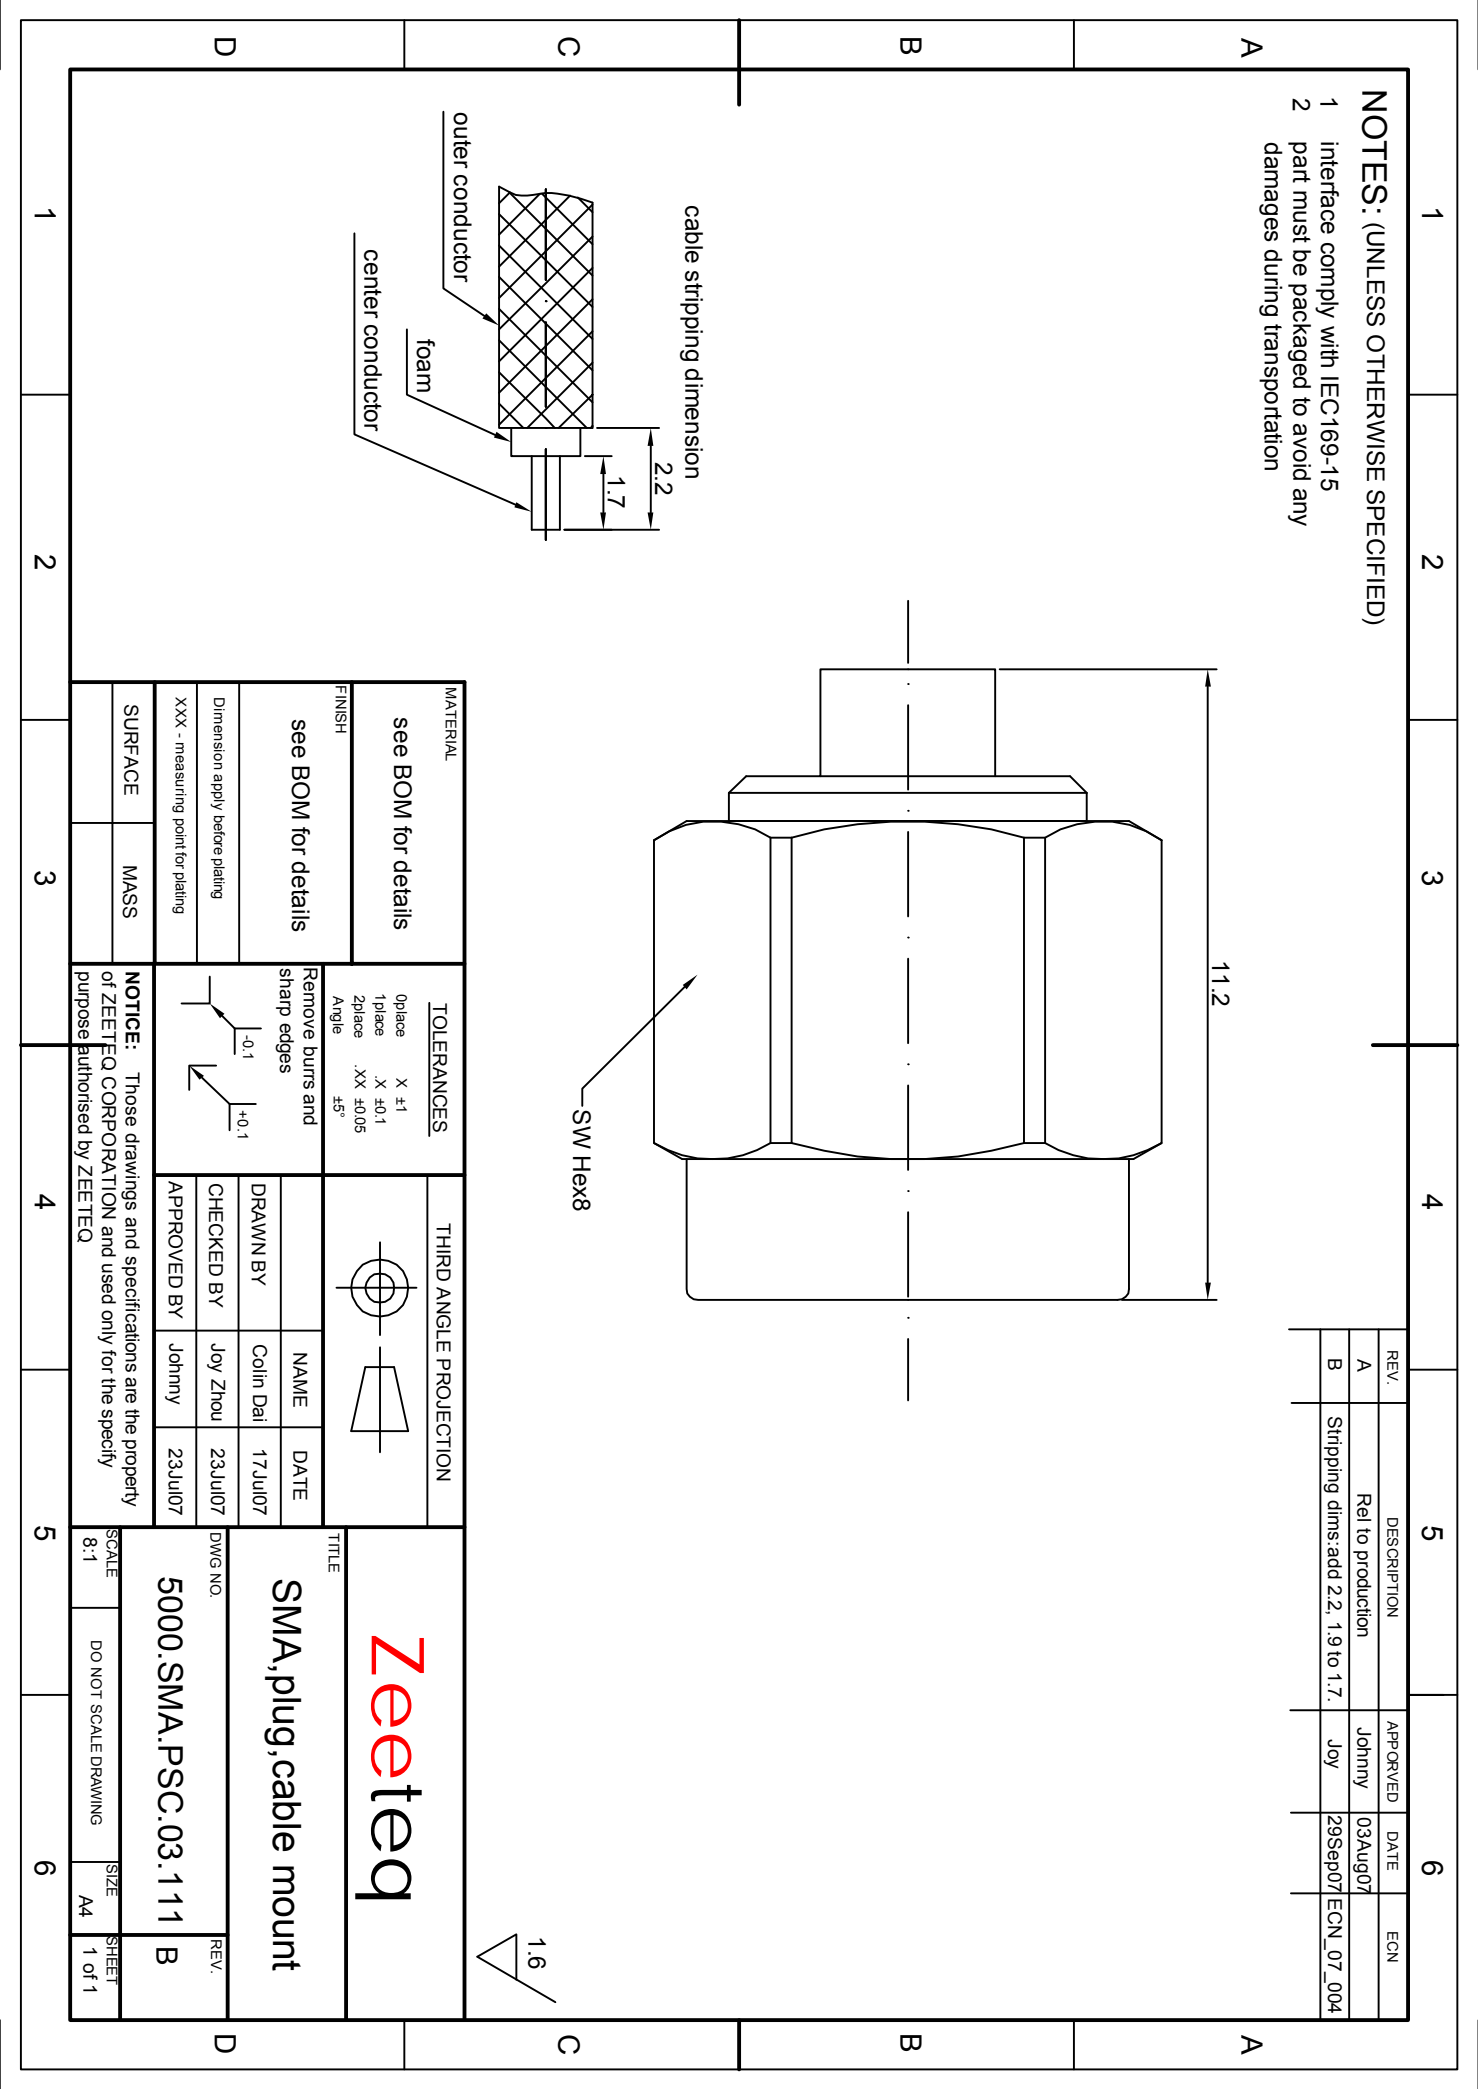 1
2
3
4
5
6
A
B
C
D
NOTES: (UNLESS OTHERWISE SPECIFIED)
1 interface comply with IEC169-15
2 part must be packaged to avoid any
damages during transportation
REV.
DESCRIPTION
APPORVED
DATE
ECN
A
Rel to production
Johnny
03Aug07
B
Stripping dims:add 2.2, 1.9 to 1.7.
Joy
29Sep07
ECN_07_004
11.2
SW Hex8
cable stripping dimension
2.2
1.7
outer conductor
foam
center conductor
1.6
MATERIAL
see BOM for details
FINISH
see BOM for details
Dimension apply before plating
XXX - measuring point for plating
SURFACE
MASS
TOLERANCES
0place X ±1
1place .X ±0.1
2place .XX ±0.05
Angle ±5°
Remove burrs and
sharp edges
-0.1
+0.1
THIRD ANGLE PROJECTION
NAME
DATE
DRAWN BY
Colin Dai
17Jul07
CHECKED BY
Joy Zhou
23Jul07
APPROVED BY
Johnny
23Jul07
NOTICE: Those drawings and specifications are the property
of ZEETEQ CORPORATION and used only for the specify
purpose authorised by ZEETEQ
Zeeteq
TITLE
SMA,plug,cable mount
DWG NO.
5000.SMA.PSC.03.111
REV.
B
SCALE
8:1
DO NOT SCALE DRAWING
SIZE
A4
SHEET
1 of 1
A
B
C
D
1
2
3
4
5
6